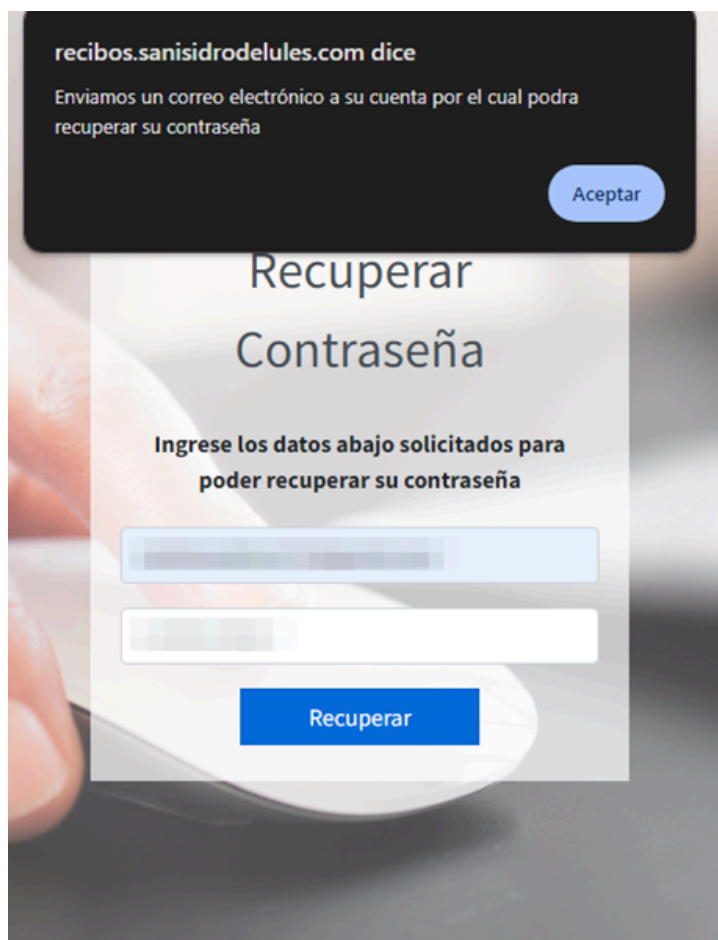 recibos.sanisidrodelules.com dice
Enviamos un correo electrónico a su cuenta por el cual podra
recuperar su contraseña
Aceptar
Recuperar
Contraseña
Ingrese los datos abajo solicitados para
poder recuperar su contraseña
Recuperar